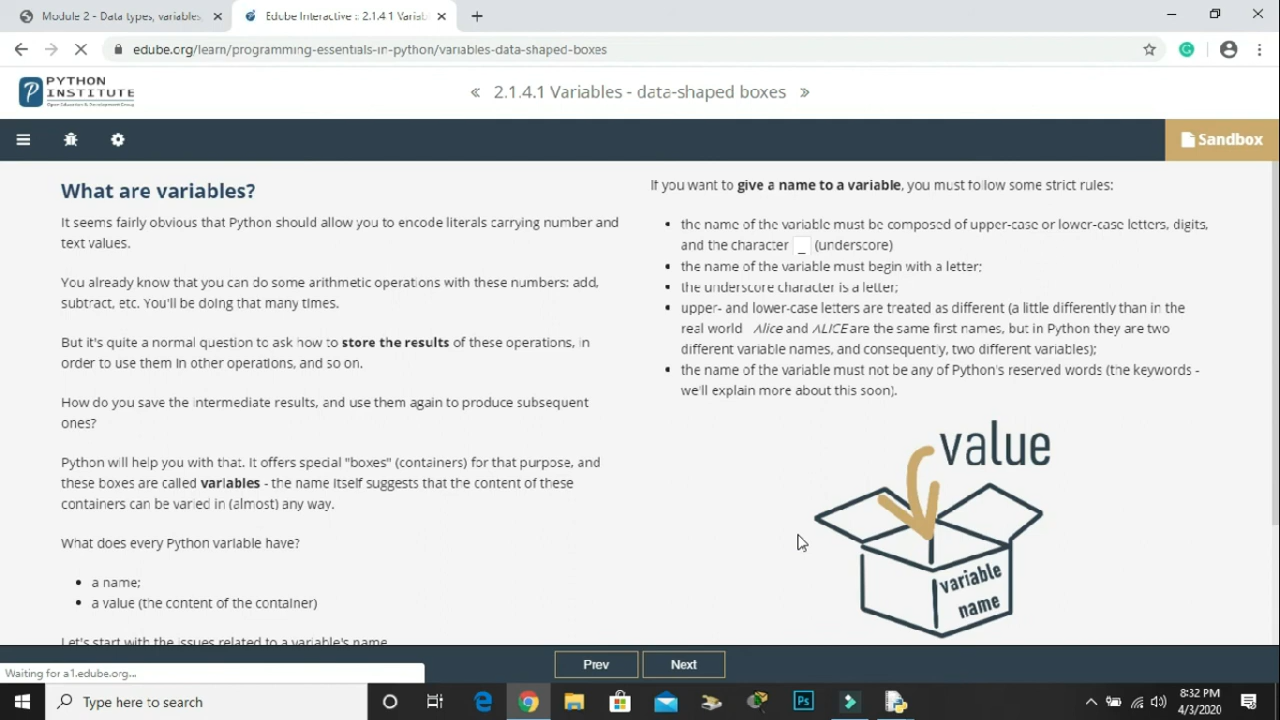 Module 2 - Data types, variables,
Edube Interactive :: 2.1.4.1 Variab
edube.org/learn/programming-essentials-in-python/variables-data-shaped-boxes
PYTHON
INSTITUTE
Open Education & Development Group
« 2.1.4.1 Variables - data-shaped boxes »
Sandbox
What are variables?
It seems fairly obvious that Python should allow you to encode literals carrying number and
text values.
You already know that you can do some arithmetic operations with these numbers: add,
subtract, etc. You'll be doing that many times.
But it's quite a normal question to ask how to store the results of these operations, in
order to use them in other operations, and so on.
How do you save the intermediate results, and use them again to produce subsequent
ones?
Python will help you with that. It offers special "boxes" (containers) for that purpose, and
these boxes are called variables - the name itself suggests that the content of these
containers can be varied in (almost) any way.
What does every Python variable have?
• a name;
• a value (the content of the container)
Let's start with the issues related to a variable's name
If you want to give a name to a variable, you must follow some strict rules:
• the name of the variable must be composed of upper-case or lower-case letters, digits,
and the character _ (underscore)
• the name of the variable must begin with a letter;
• the underscore character is a letter;
• upper- and lower-case letters are treated as different (a little differently than in the
real world Alice and ALICE are the same first names, but in Python they are two
different variable names, and consequently, two different variables);
• the name of the variable must not be any of Python's reserved words (the keywords -
we'll explain more about this soon).
value
variable
name
Prev
Next
Waiting for a1.edube.org...
Type here to search
Ps
8:32 PM
4/3/2020